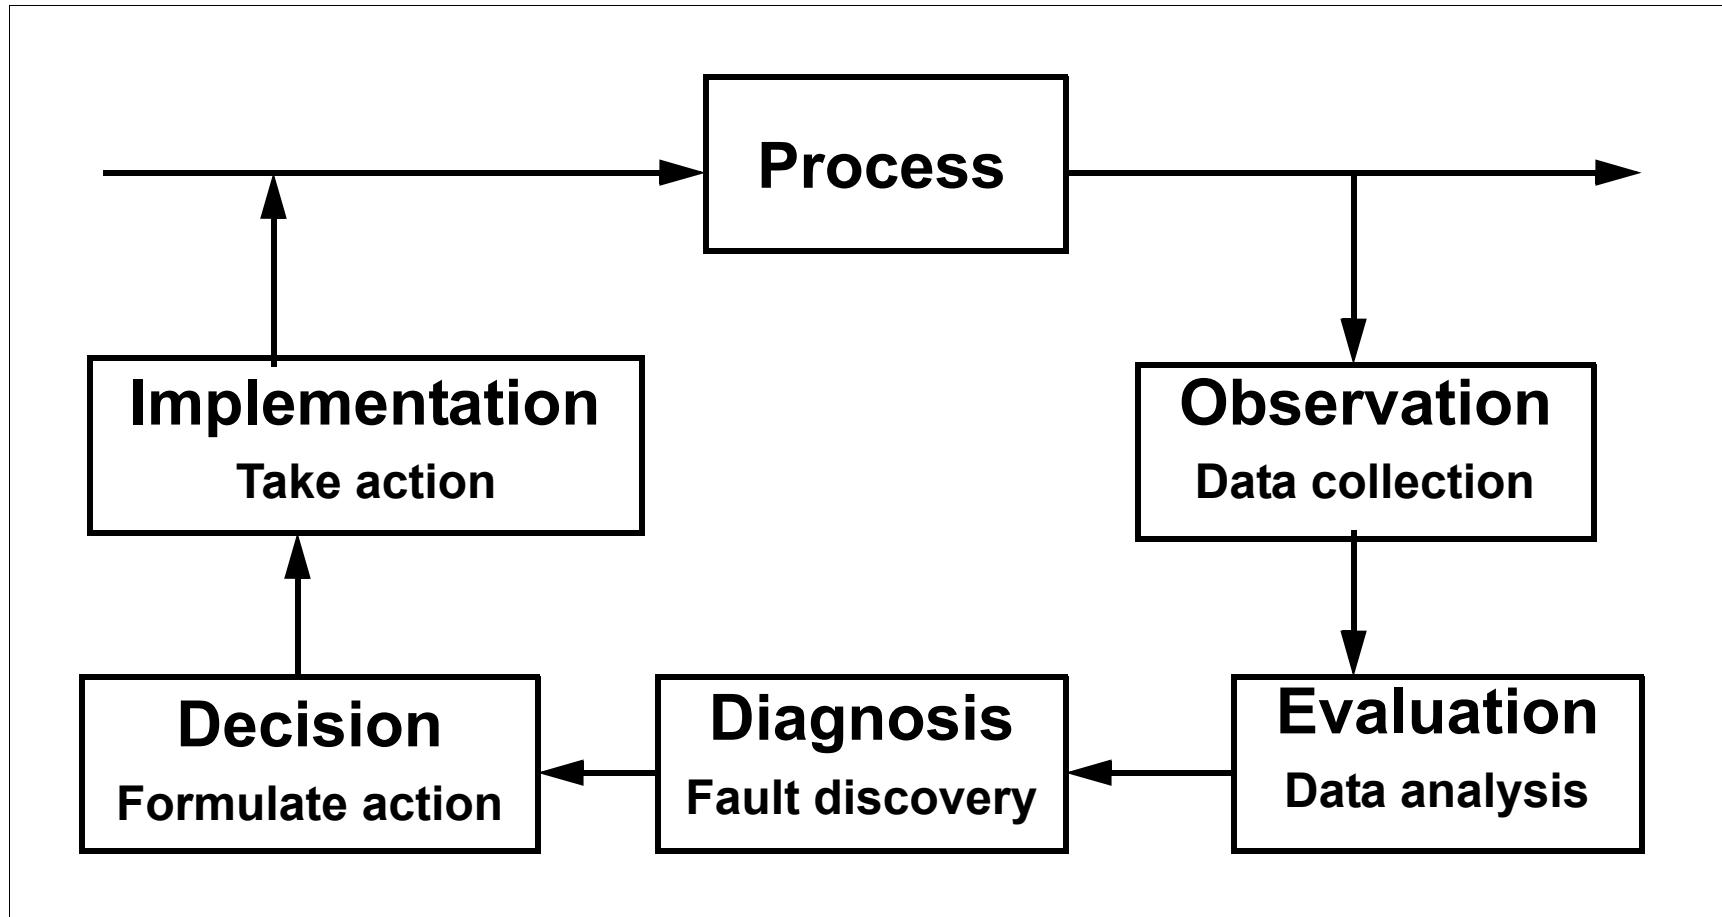 Process
Implementation
Take action
Observation
Data collection
Decision
Formulate action
Diagnosis
Fault discovery
Evaluation
Data analysis